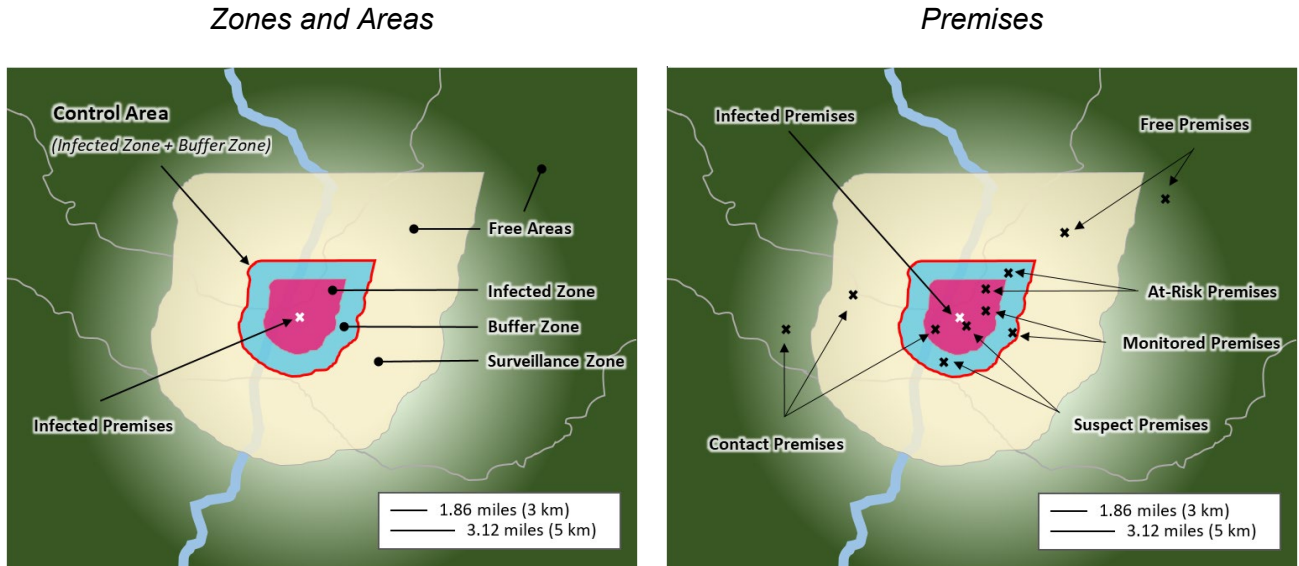 Zones and Areas
Control Area
(Infected Zone + Buffer Zone)
Free Areas
Infected Zone
Buffer Zone
Surveillance Zone
Infected Premises
1.86 miles (3 km)
3.12 miles (5 km)
Premises
Infected Premises
Free Premises
At-Risk Premises
Monitored Premises
Suspect Premises
Contact Premises
1.86 miles (3 km)
3.12 miles (5 km)